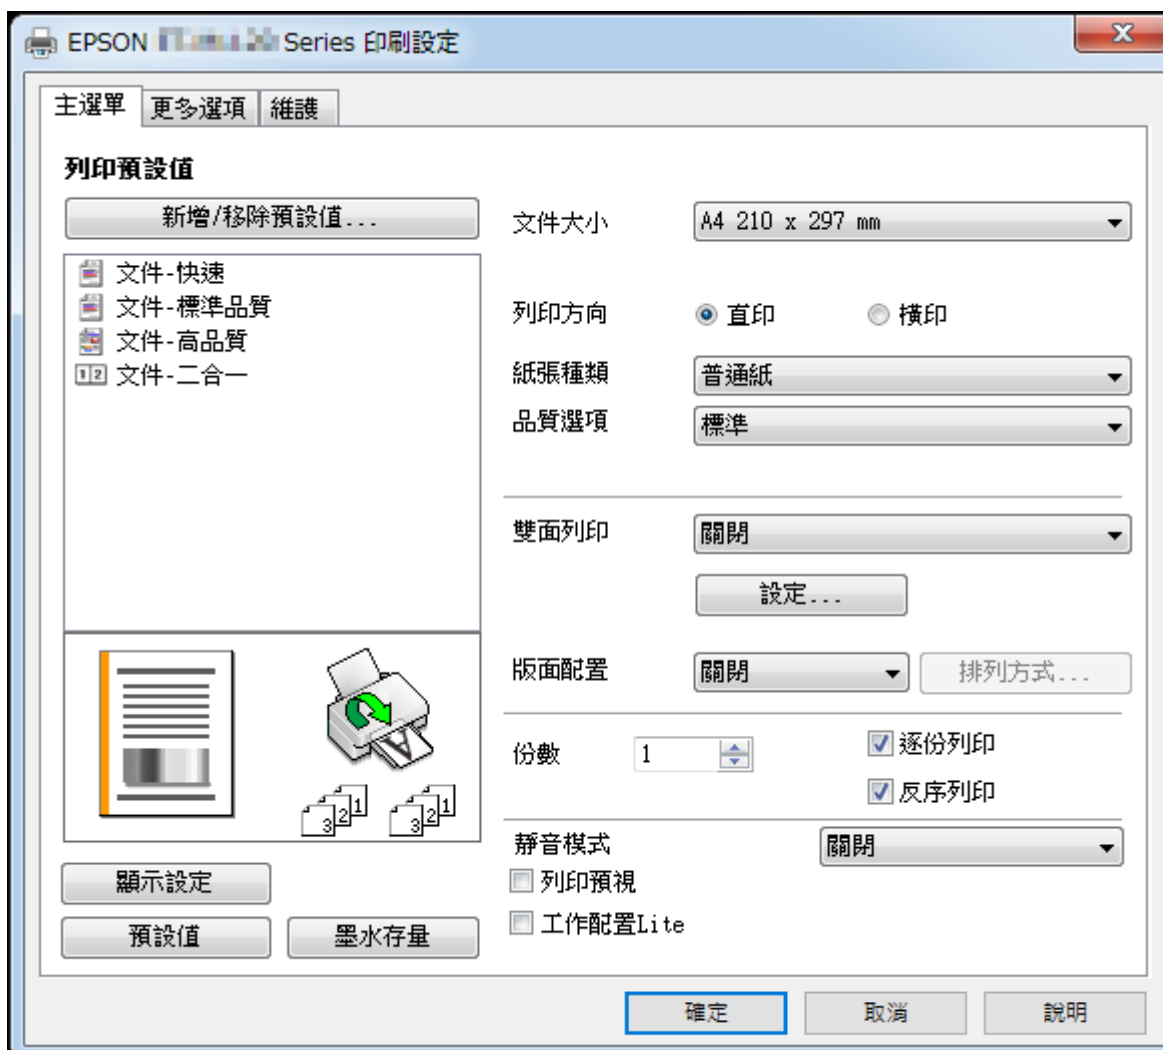 EPSON Series 印刷設定
主選單
更多選項
維護
列印預設值
新增/移除預設值...
文件-快速
文件-標準品質
文件-高品質
12 文件-二合一
文件大小 A4 210 x 297 mm
列印方向 直印 橫印
紙張種類 普通紙
品質選項 標準
雙面列印 關閉
設定...
版面配置 關閉 排列方式...
份數 1 逐份列印
反序列印
靜音模式 關閉
列印預視
工作配置Lite
A
1 2 3 1 2 3
顯示設定
預設值 墨水存量
確定 取消 說明